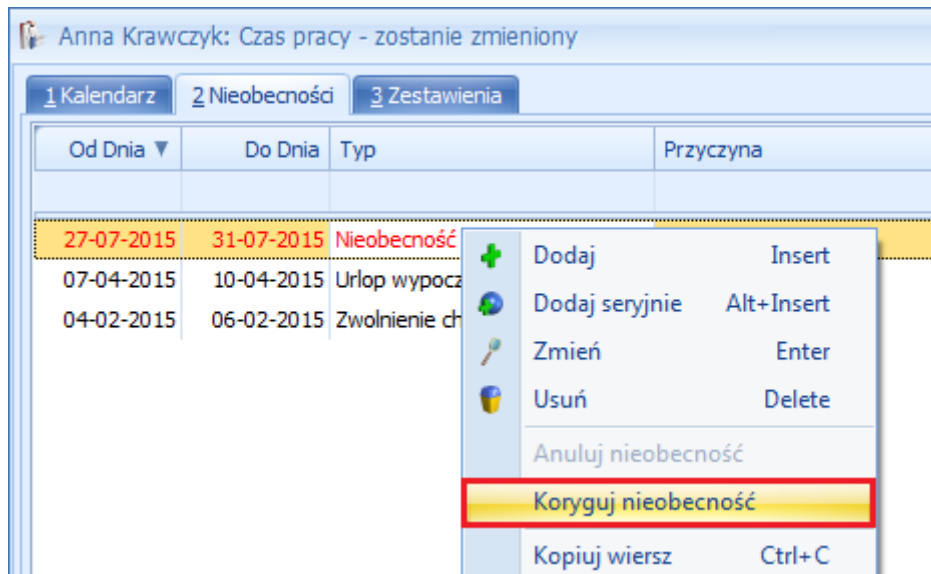 Anna Krawczyk: Czas pracy - zostanie zmieniony
1 Kalendarz 2 Nieobecności 3 Zestawienia
Od Dnia Do Dnia Typ Przyczyna
27-07-2015 31-07-2015 Nieobecność
07-04-2015 10-04-2015 Urlop wypocz
04-02-2015 06-02-2015 Zwolnienie ch
Dodaj Insert
Dodaj seryjnie Alt+Insert
Zmień Enter
Usuń Delete
Anuluj nieobecność
Koryguj nieobecność
Kopiuj wiersz Ctrl+C